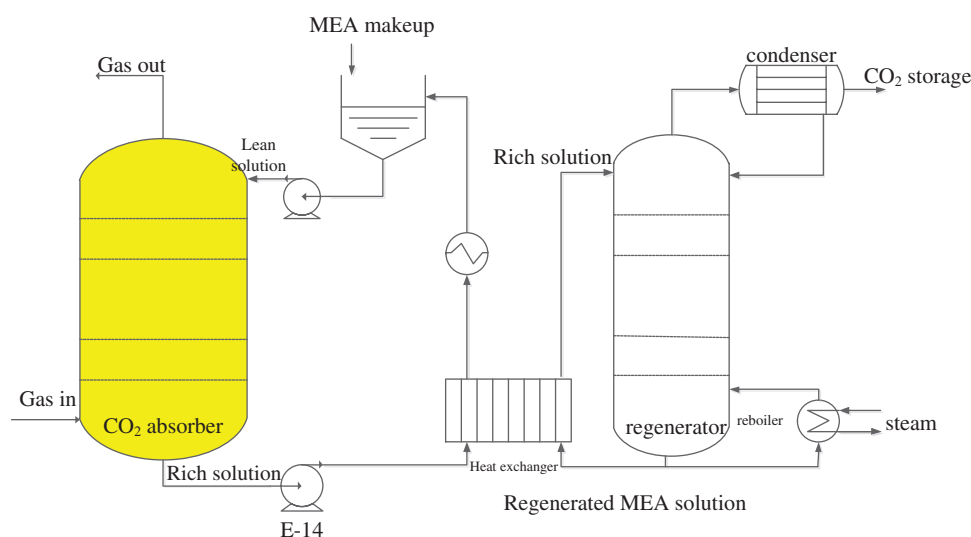 MEA makeup
Gas out
condenser
CO₂ storage
Lean
solution
Rich solution
Gas in
CO₂ absorber
regenerator
reboiler
steam
Rich solution
Heat exchanger
Regenerated MEA solution
E-14